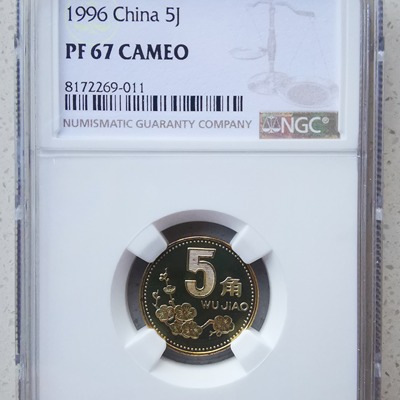 1996 China 5J
PF 67 CAMEO
8172269-011
NUMISMATIC GUARANTY COMPANY
NGC
5角
WU JIAO